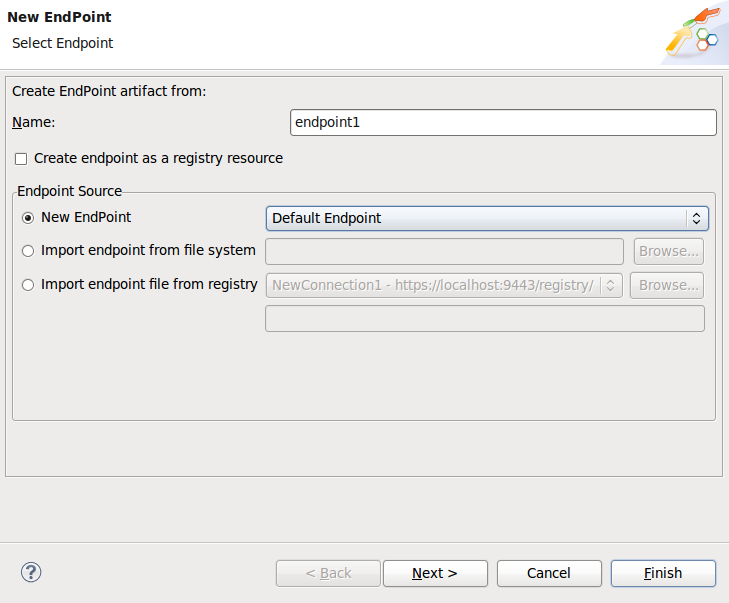 New EndPoint
Select Endpoint
Create EndPoint artifact from:
Name: endpoint1
Create endpoint as a registry resource
Endpoint Source
New EndPoint Default Endpoint
Import endpoint from file system Browse...
Import endpoint file from registry NewConnection1 - https://localhost:9443/registry/ Browse...
? < Back Next > Cancel Finish